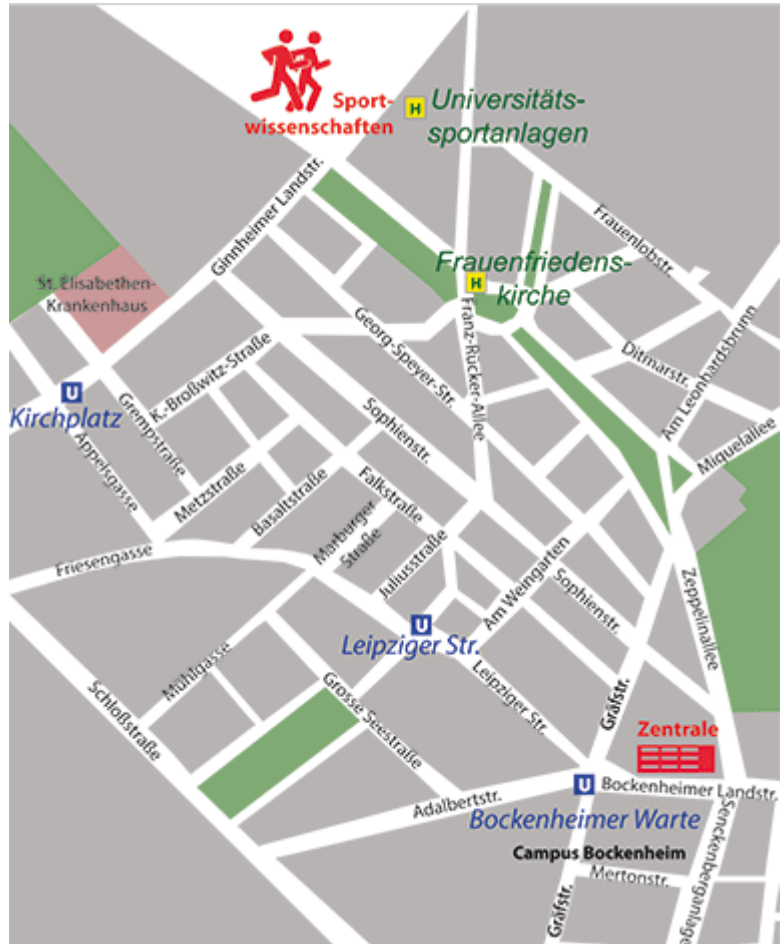 Sport-
wissenschaften
H
Universitäts-
sportanlagen
Ginnheimer Landstr.
Frauenlobstr.
St. Elisabethen-
Krankenhaus
Frauenfriedens-
H
kirche
Franz-Rücker-Allee
Georg-Speyer-Str.
Ditmarstr.
Am Leonhardsbrunn
K.-Broßwitz-Straße
U
Kirchplatz
Grempstraße
Sophienstr.
Miquelallee
Appelsgasse
Metzstraße
Basaltstraße
Falkstraße
Marburger
Straße
Juliusstraße
Friesengasse
Am Weingarten
Sophienstr.
Zeppelinallee
U
Leipziger Str.
Mühlgasse
Leipziger Str.
Grosse Seestraße
Schloßstraße
Gräfstr.
Zentrale
U
Bockenheimer Landstr.
Adalbertstr.
Bockenheimer Warte
Campus Bockenheim
Mertonstr.
Senckenberganlage
Gräfstr.